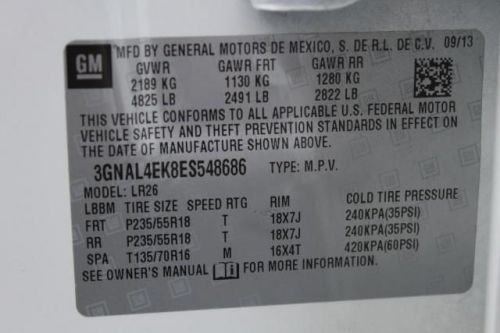 GM MFD BY GENERAL MOTORS DE MEXICO, S. DE R.L. DE C.V. 09/13
GVWR GAWR FRT GAWR RR
2189 KG 1130 KG 1280 KG
4825 LB 2491 LB 2822 LB
THIS VEHICLE CONFORMS TO ALL APPLICABLE U.S. FEDERAL MOTOR
VEHICLE SAFETY AND THEFT PREVENTION STANDARDS IN EFFECT ON
THE DATE OF MANUFACTURE SHOWN ABOVE.
3GNAL4EK8ES548686 TYPE: M.P.V.
MODEL: LR26
LBBM TIRE SIZE SPEED RTG RIM COLD TIRE PRESSURE
FRT P235/55R18 T 18X7J 240KPA(35PSI)
RR P235/55R18 T 18X7J 240KPA(35PSI)
SPA T135/70R16 M 16X4T 420KPA(60PSI)
SEE OWNER'S MANUAL FOR MORE INFORMATION.